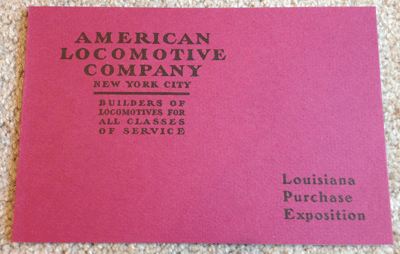 AMERICAN
LOCOMOTIVE
COMPANY
NEW YORK CITY
BUILDERS OF
LOCOMOTIVES FOR
ALL CLASSES
OF SERVICE
Louisiana
Purchase
Exposition